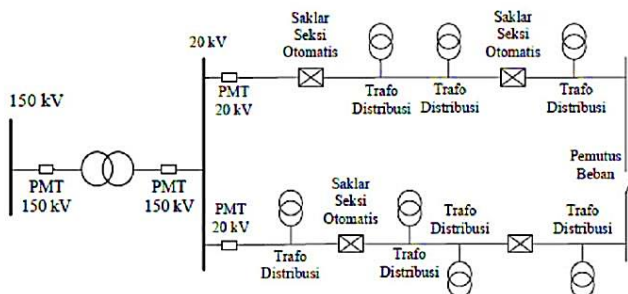 Saklar
Seksi
Otomatis
Saklar
Seksi
Otomatis
20 kV
PMT
20 kV
Trafo
Distribusi
Trafo
Distribusi
Trafo
Distribusi
150 kV
PMT
150 kV
PMT
150 kV
Pemutus
Beban
PMT
20 kV
Saklar
Seksi
Otomatis
Trafo
Distribusi
Trafo
Distribusi
Trafo
Distribusi
Trafo
Distribusi